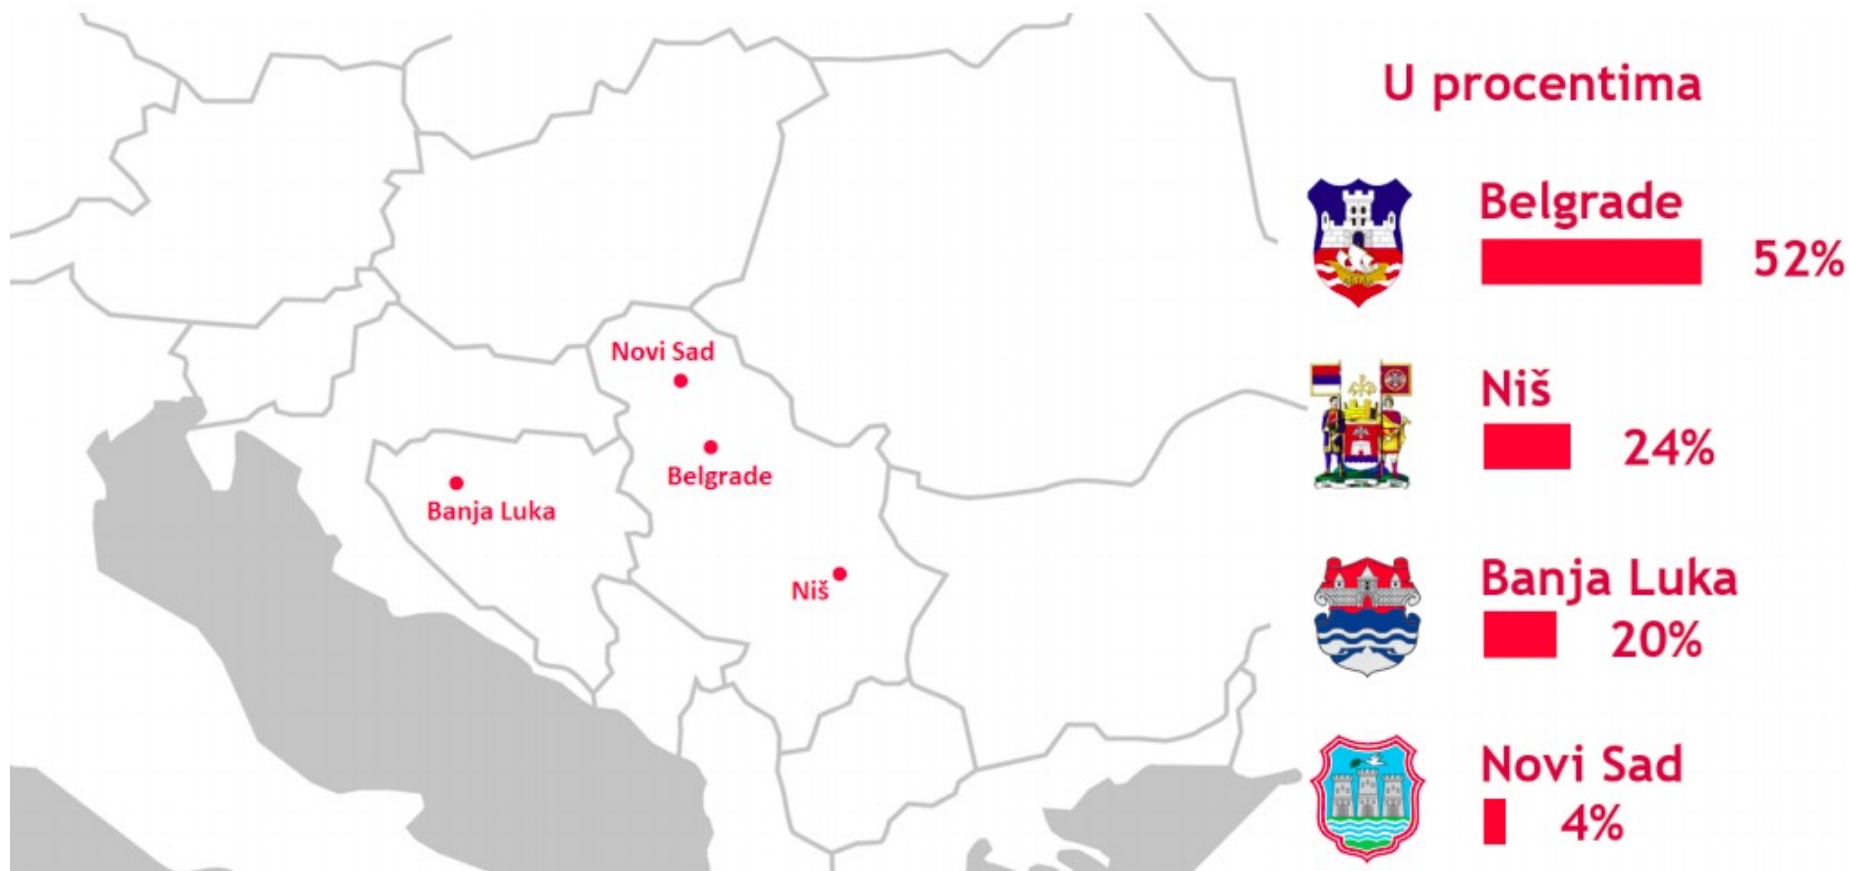 Novi Sad
Belgrade
Banja Luka
Niš
U procentima
Belgrade
52%
Niš
24%
Banja Luka
20%
Novi Sad
4%